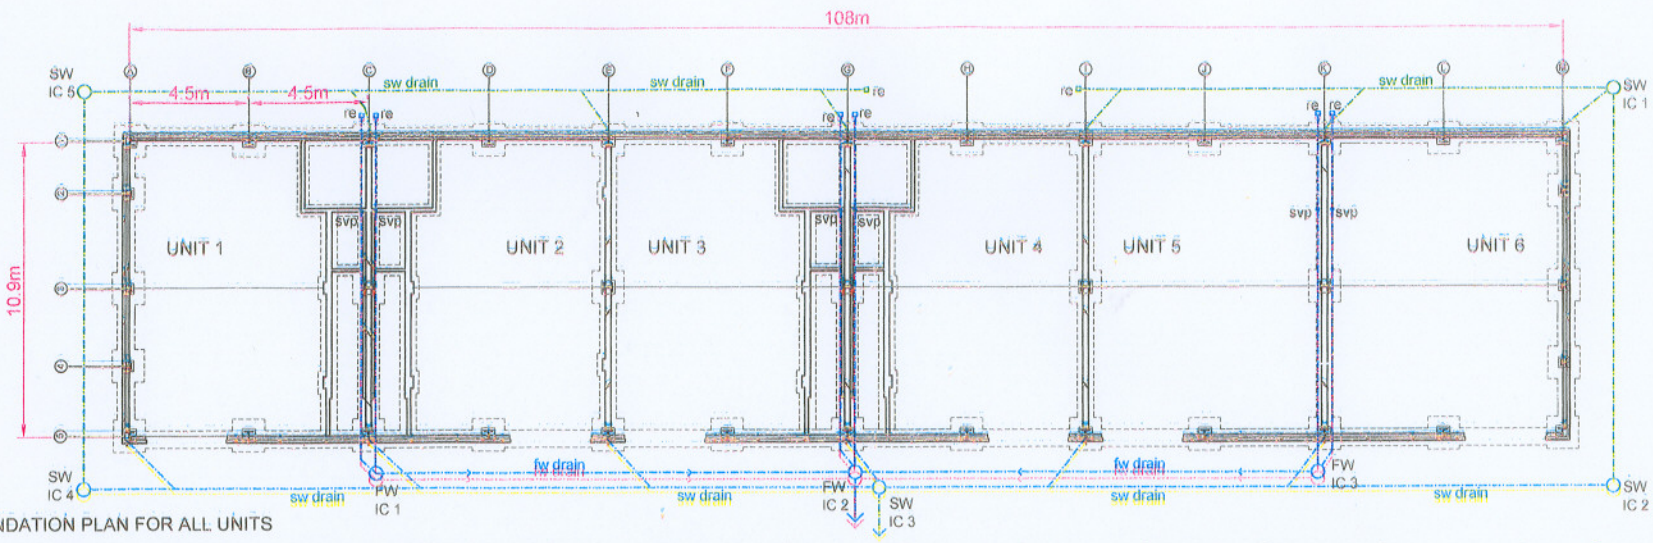 108m
SW
IC 5
A B C D E F G H I J K L M
sw drain
sw drain
re
re
sw drain
SW
IC 1
4.5m
4.5m
re
re
re
re
re
re
svp
svp
svp
svp
svp
svp
UNIT 1
UNIT 2
UNIT 3
UNIT 4
UNIT 5
UNIT 6
10.9m
fw drain
fw drain
SW
IC 4
sw drain
FW
IC 1
sw drain
FW
IC 2
SW
IC 3
sw drain
FW
IC 3
sw drain
SW
IC 2
NDATION PLAN FOR ALL UNITS